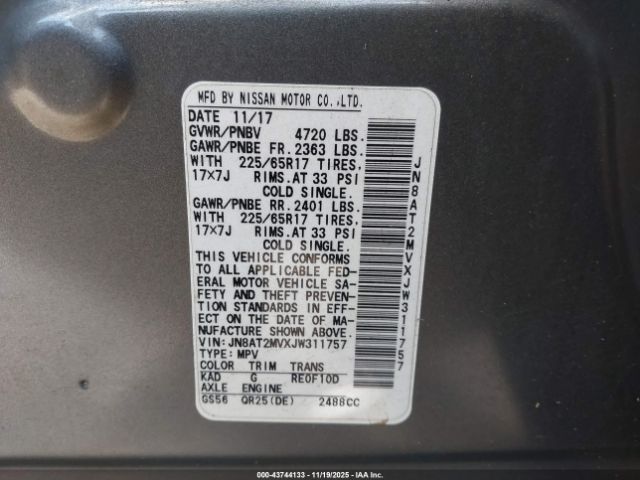 MFD BY NISSAN MOTOR CO.,LTD.
DATE 11/17
GVWR/PNBV 4720 LBS.
GAWR/PNBE FR. 2363 LBS.
WITH 225/65R17 TIRES,
17×7J RIMS.AT 33 PSI
COLD SINGLE.
GAWR/PNBE RR. 2401 LBS.
WITH 225/65R17 TIRES,
17×7J RIMS.AT 33 PSI
COLD SINGLE.
THIS VEHICLE CONFORMS
TO ALL APPLICABLE FED-
ERAL MOTOR VEHICLE SA-
FETY AND THEFT PREVEN-
TION STANDARDS IN EFF-
ECT ON THE DATE OF MA-
NUFACTURE SHOWN ABOVE.
VIN: JN8AT2MVXJW311757
TYPE: MPV
COLOR TRIM TRANS
KAD G RE0F10D
AXLE ENGINE
GS56 QR25(DE) 2488CC
JN8AT2MVXJW311757
000-43744133 - 11/19/2025 - IAA Inc.